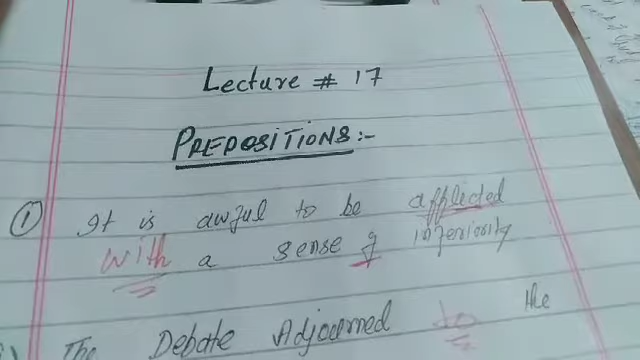 Lecture # 17
PREPOSITIONS:-
① It is awful to be afflicted
with a sense of inferiority
The Debate Adjourned to the